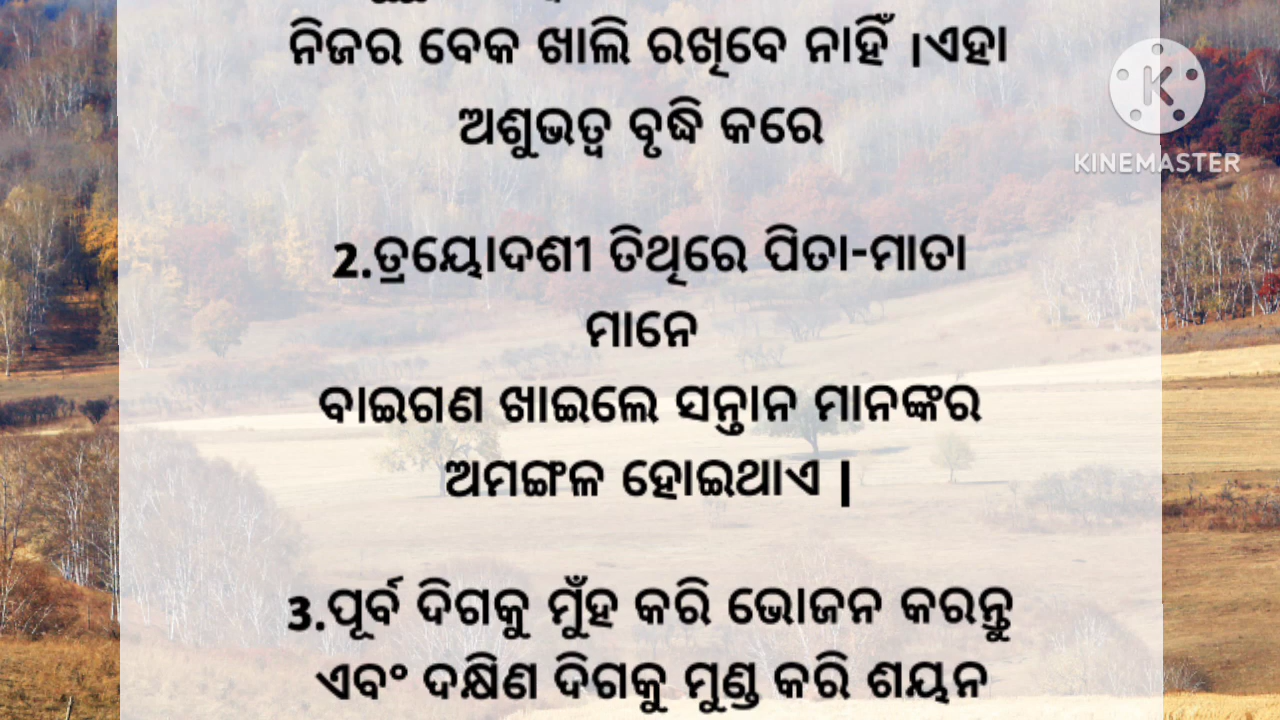 ନିଜର ବେକ ଖାଲି ରଖିବେ ନାହିଁ ।ଏହା
ଅଶୁଭତ୍ୱ ବୃଦ୍ଧି କରେ
2.ତ୍ରୟୋଦଶୀ ତିଥିରେ ପିତା-ମାତା
ମାନେ
ବାଇଗଣ ଖାଇଲେ ସନ୍ତାନ ମାନଙ୍କର
ଅମଙ୍ଗଳ ହୋଇଥାଏ |
3.ପୂର୍ବ ଦିଗକୁ ମୁଁହ କରି ଭୋଜନ କରନ୍ତୁ
ଏବଂ ଦକ୍ଷିଣ ଦିଗକୁ ମୁଣ୍ଡ କରି ଶୟନ
KINEMASTER